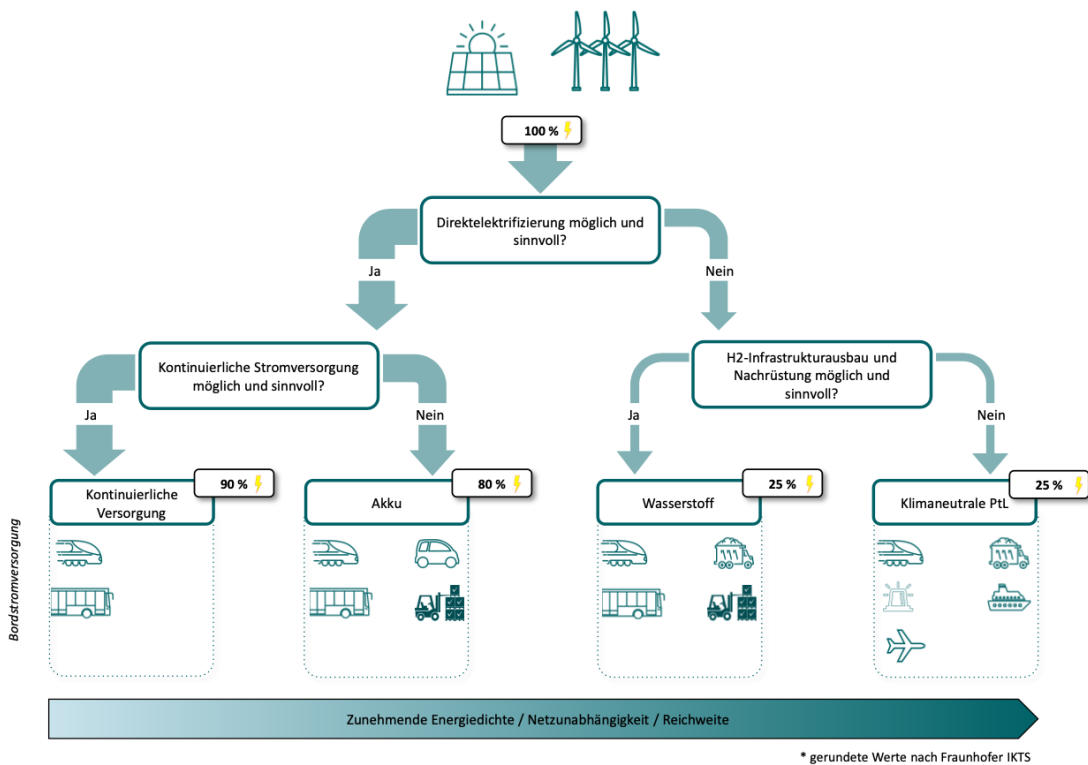 100 %
Direktelektrifizierung möglich und
sinnvoll?
Ja
Nein
Kontinuierliche Stromversorgung
möglich und sinnvoll?
H2-Infrastrukturausbau und
Nachrüstung möglich und
sinnvoll?
Ja
Nein
Ja
Nein
90 %
80 %
25 %
25 %
Kontinuierliche
Versorgung
Akku
Wasserstoff
Klimaneutrale PtL
Bordstromversorgung
Zunehmende Energiedichte / Netzunabhängigkeit / Reichweite
* gerundete Werte nach Fraunhofer IKTS